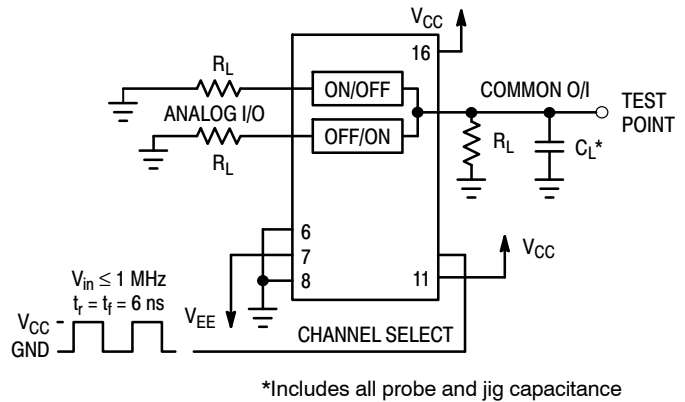 VCC
16
RL
ON/OFF
COMMON O/I
TEST
POINT
ANALOG I/O
OFF/ON
RL
RL
CL*
6
7
8
11
VCC
Vin ≤ 1 MHz
tr = tf = 6 ns
VCC
GND
VEE
CHANNEL SELECT
*Includes all probe and jig capacitance